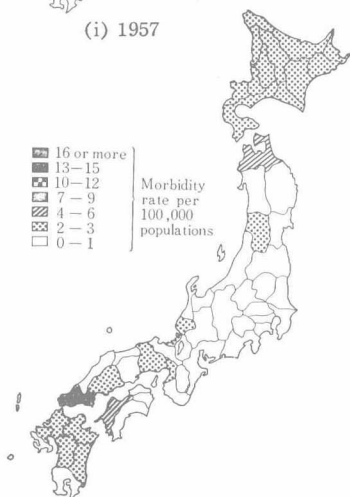 (i) 1957
16 or more
13-15
10-12
7-9
4-6
2-3
0-1
Morbidity
rate per
100,000
populations